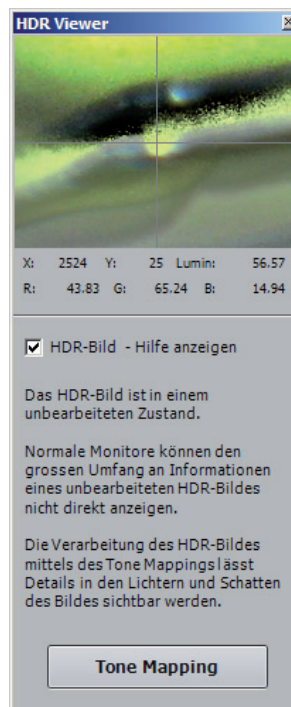 HDR Viewer
X: 2524 Y: 25 Lumin: 56.57
R: 43.83 G: 65.24 B: 14.94
HDR-Bild - Hilfe anzeigen
Das HDR-Bild ist in einem
unbearbeiteten Zustand.
Normale Monitore können den
grossen Umfang an Informationen
eines unbearbeiteten HDR-Bildes
nicht direkt anzeigen.
Die Verarbeitung des HDR-Bildes
mittels des Tone Mappings lässt
Details in den Lichtern und Schatten
des Bildes sichtbar werden.
Tone Mapping